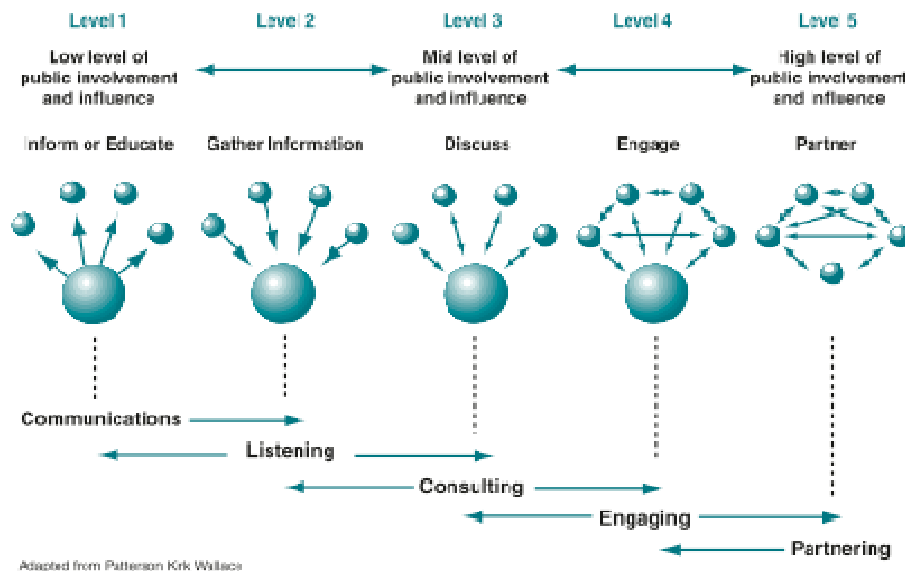 Level 1 Level 2 Level 3 Level 4 Level 5
Low level of Mid level of High level of
public involvement public involvement public involvement
and influence and influence and influence
Inform or Educate Gather Information Discuss Engage Partner
Communications
Listening
Consulting
Engaging
Partnering
Adapted from Patterson Kirk Wallace